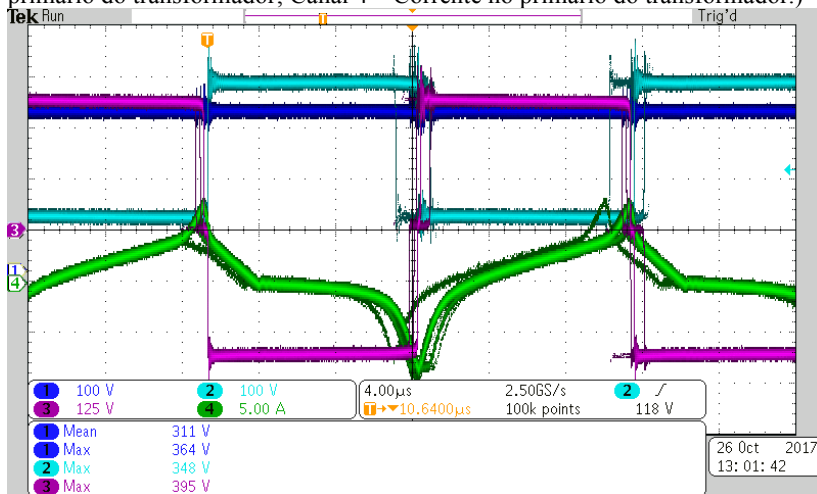 primário do transformador; Canal 4 – Corrente no primário do transformador.)
Tek Run Trig'd
T
T
3
1
4
1 100 V 2 100 V
3 125 V 4 5.00 A
4.00µs 2.50GS/s 2 ∫
T→▼10.6400µs 100k points 118 V
1 Mean 311 V
1 Max 364 V
2 Max 348 V
3 Max 395 V
26 Oct 2017
13:01:42